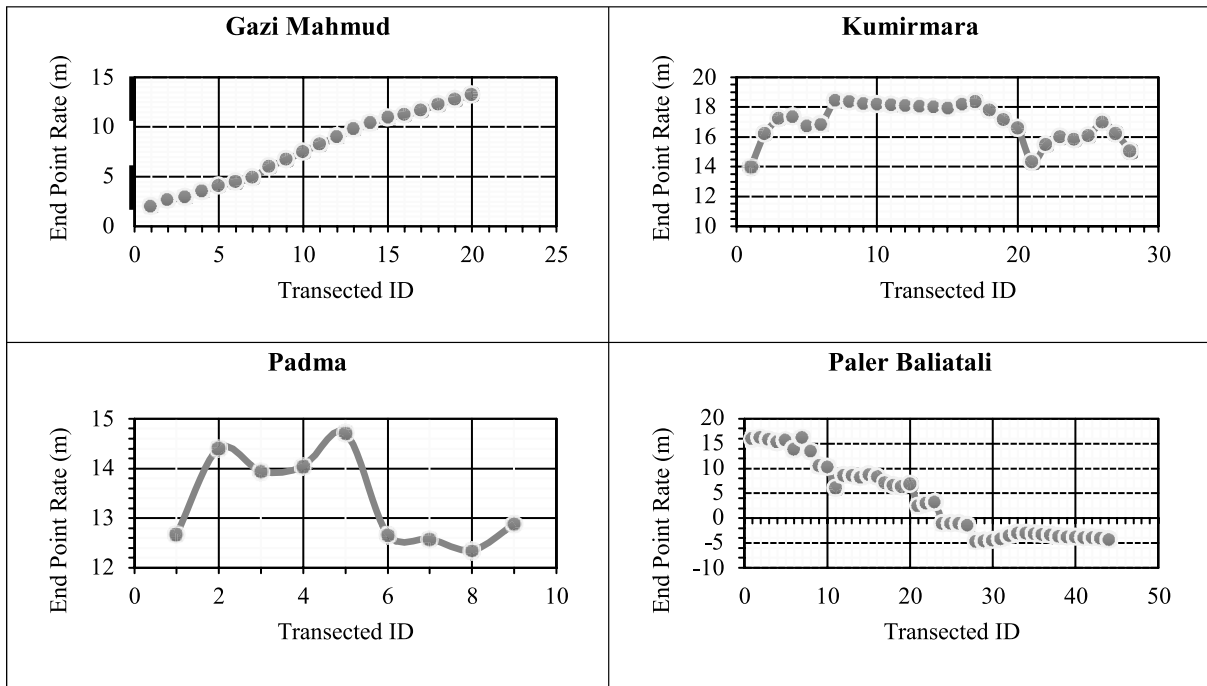 Gazi Mahmud
End Point Rate (m)
15
10
5
0
0 5 10 15 20 25
Transected ID
Kumirmara
End Point Rate (m)
20
18
16
14
12
10
0 10 20 30
Transected ID
Padma
End Point Rate (m)
15
14
13
12
0 2 4 6 8 10
Transected ID
Paler Baliatali
End Point Rate (m)
20
15
10
5
0
-5
-10
0 10 20 30 40 50
Transected ID